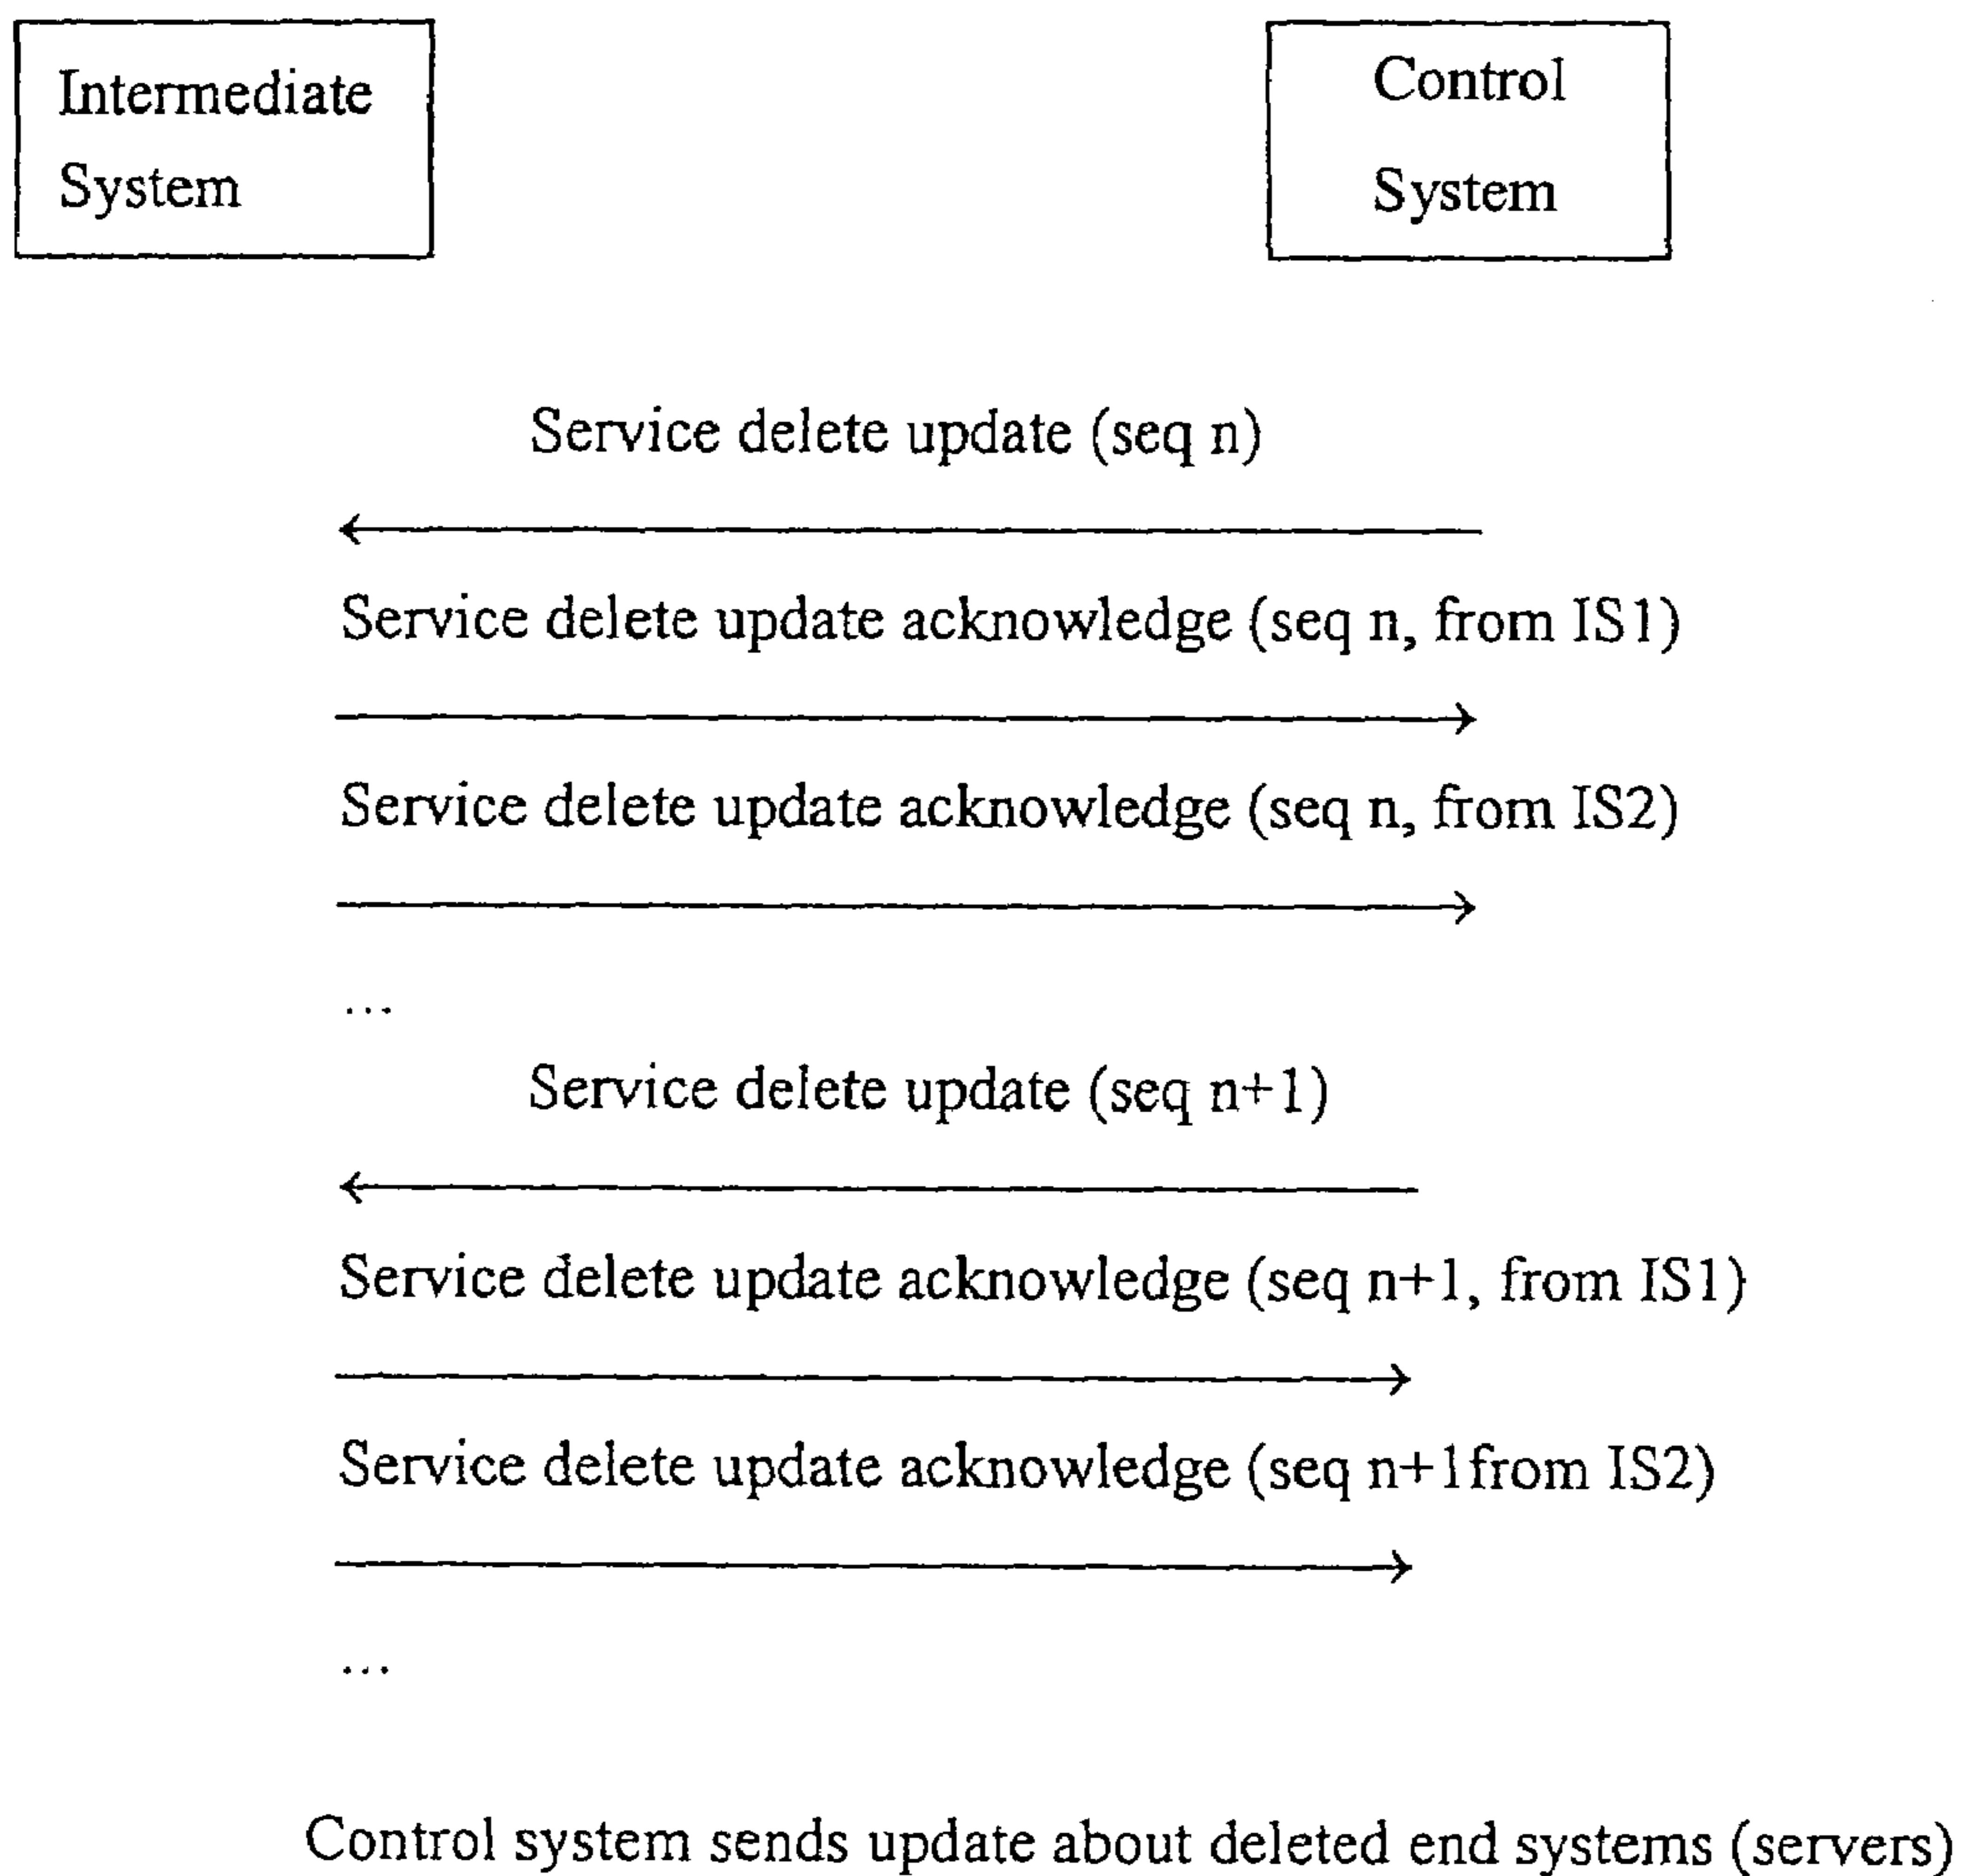 Intermediate
System
Control
System
Service delete update (seq n)
Service delete update acknowledge (seq n, from IS1)
Service delete update acknowledge (seq n, from IS2)
...
Service delete update (seq n+1)
Service delete update acknowledge (seq n+1, from IS1)
Service delete update acknowledge (seq n+1from IS2)
...
Control system sends update about deleted end systems (servers)